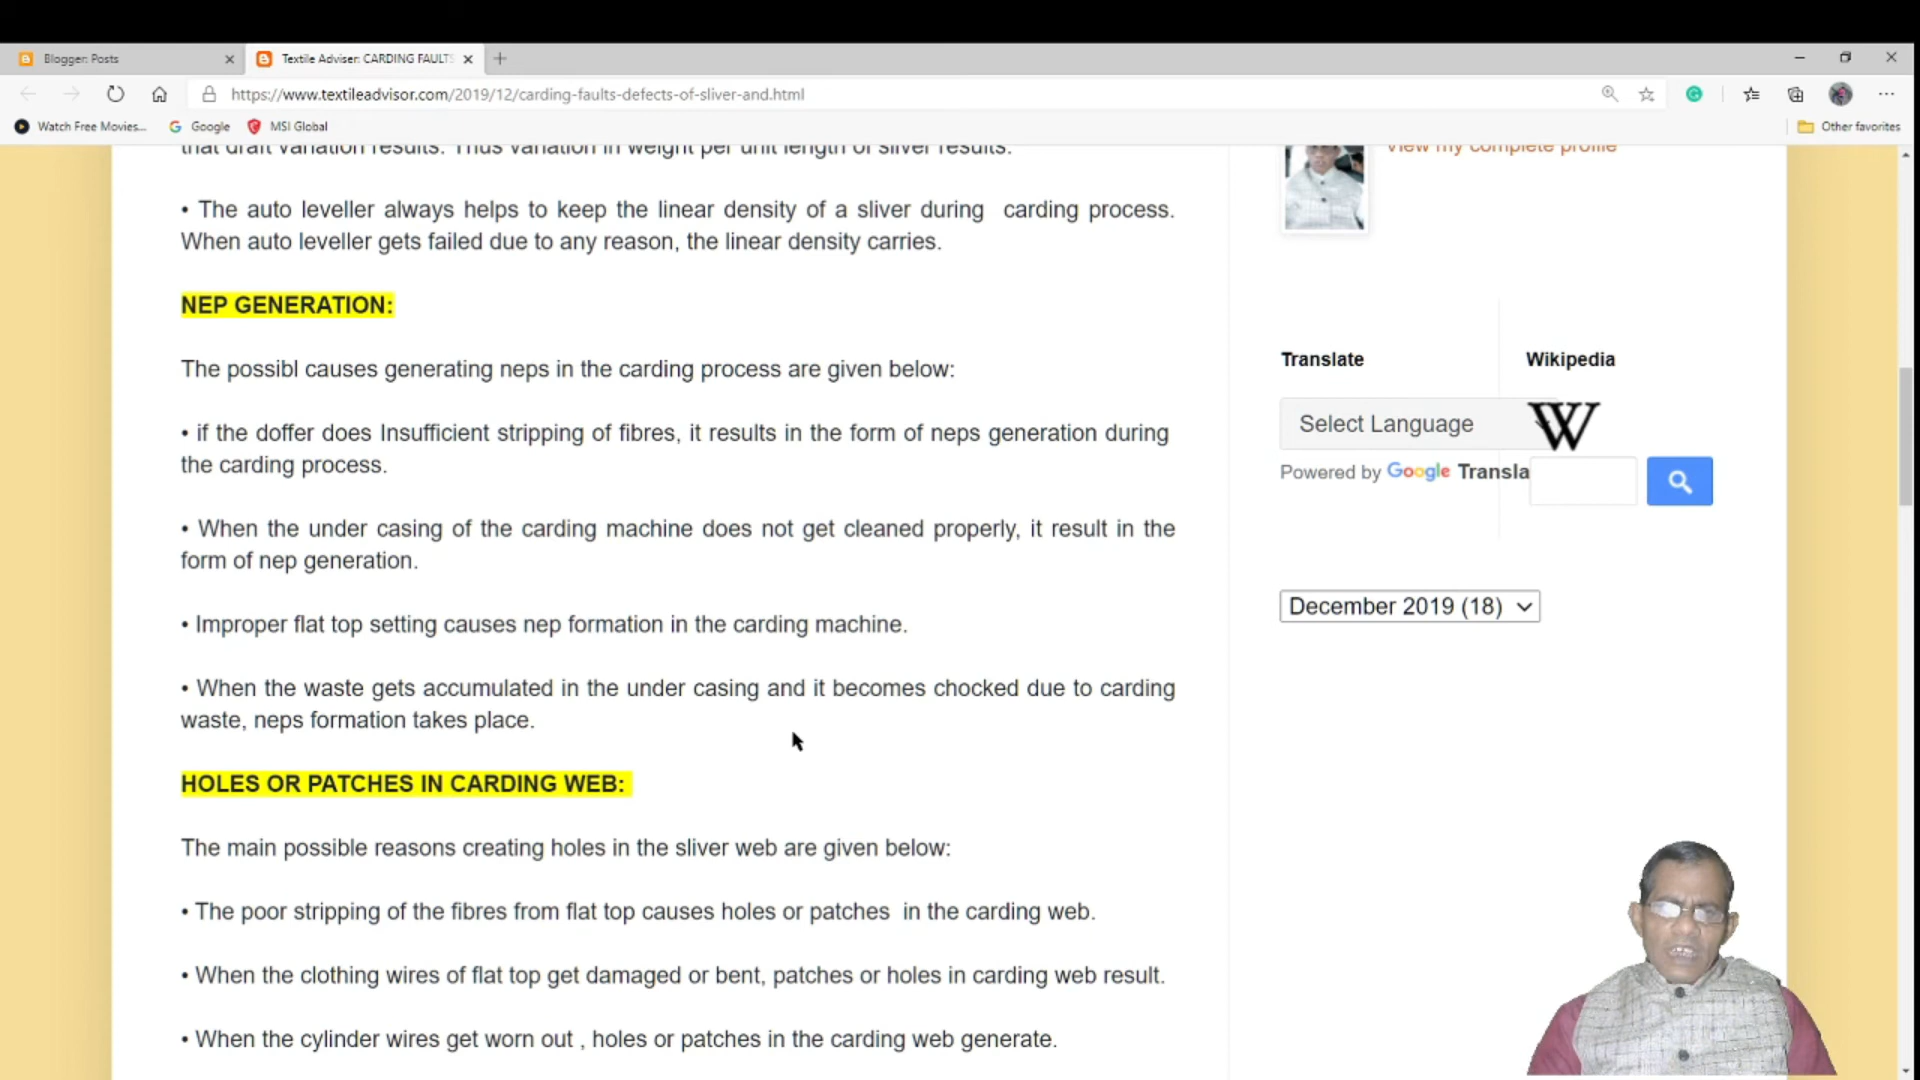 Blogger: Posts
Textile Adviser: CARDING FAULTS
https://www.textileadvisor.com/2019/12/carding-faults-defects-of-sliver-and.html
Watch Free Movies...
Google
MSI Global
Other favorites
that draft variation results. Thus variation in weight per unit length of sliver results.
• The auto leveller always helps to keep the linear density of a sliver during carding process.
When auto leveller gets failed due to any reason, the linear density carries.
NEP GENERATION:
The possibl causes generating neps in the carding process are given below:
• if the doffer does Insufficient stripping of fibres, it results in the form of neps generation during
the carding process.
• When the under casing of the carding machine does not get cleaned properly, it result in the
form of nep generation.
• Improper flat top setting causes nep formation in the carding machine.
• When the waste gets accumulated in the under casing and it becomes chocked due to carding
waste, neps formation takes place.
HOLES OR PATCHES IN CARDING WEB:
The main possible reasons creating holes in the sliver web are given below:
• The poor stripping of the fibres from flat top causes holes or patches in the carding web.
• When the clothing wires of flat top get damaged or bent, patches or holes in carding web result.
• When the cylinder wires get worn out , holes or patches in the carding web generate.
View my complete profile
Translate
Select Language
Powered by Google Transla
Wikipedia
W
December 2019 (18)